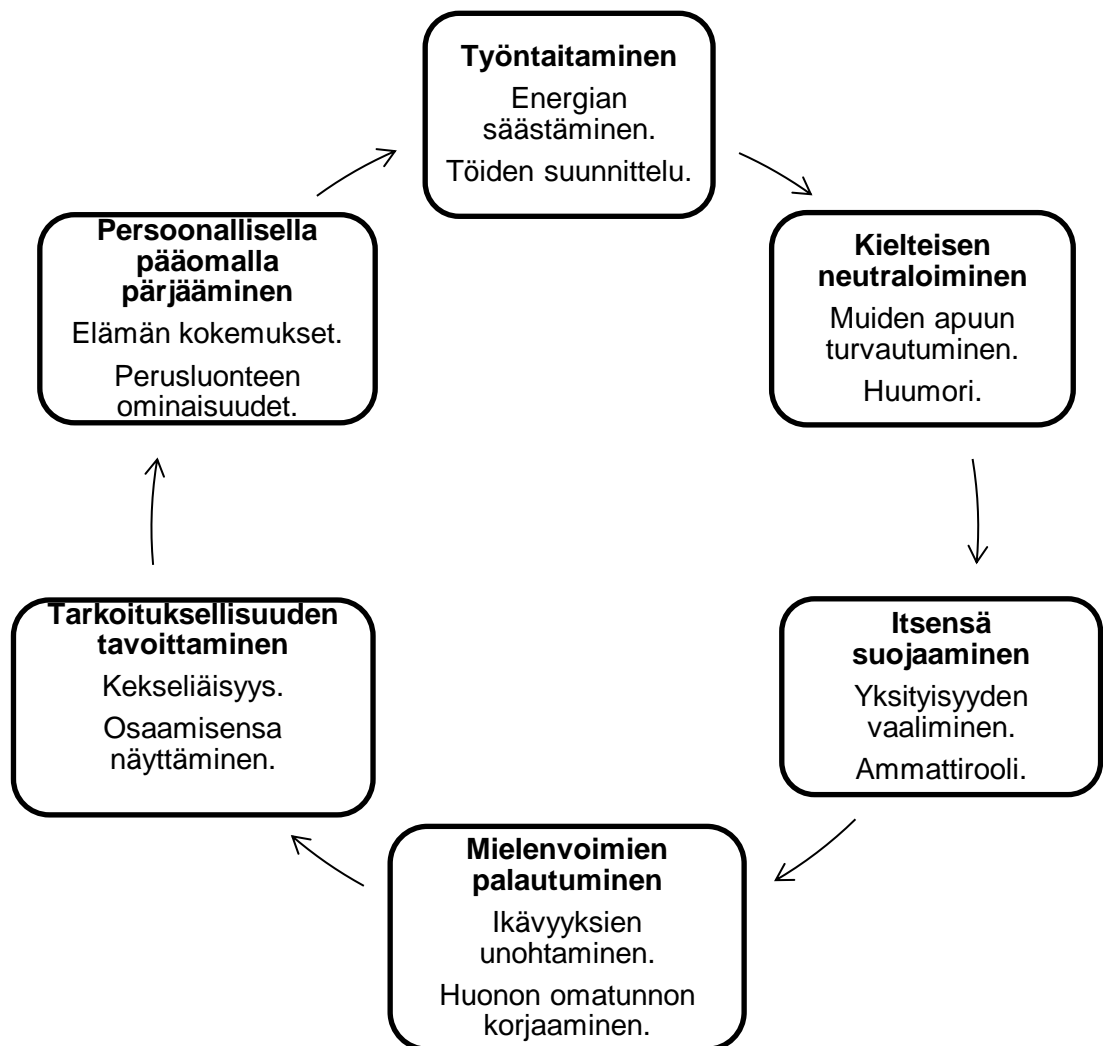 Työntaitaminen
Energian
säästäminen.
Töiden suunnittelu.
Kielteisen
neutraloiminen
Muiden apuun
turvautuminen.
Huumori.
Itsensä
suojaaminen
Yksityisyyden
vaaliminen.
Ammattirooli.
Mielenvoimien
palautuminen
Ikävyyksien
unohtaminen.
Huonon omatunnon
korjaaminen.
Tarkoituksellisuuden
tavoittaminen
Kekseliäisyys.
Osaamisensa
näyttäminen.
Persoonallisella
pääomalla
pärjääminen
Elämän kokemukset.
Perusluonteen
ominaisuudet.